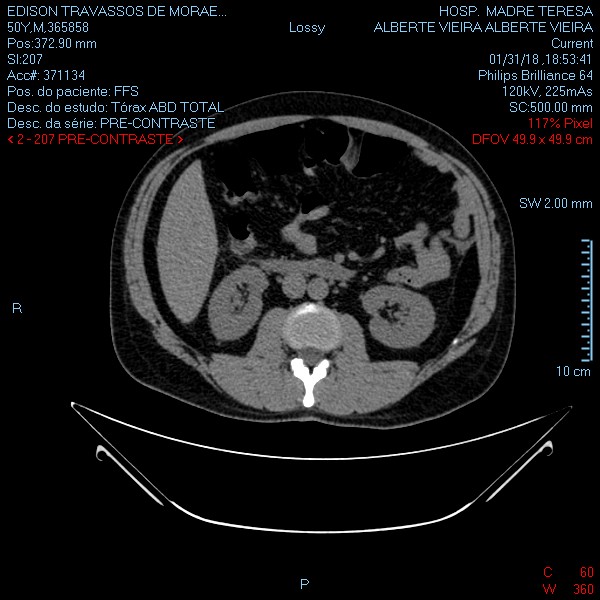 EDISON TRAVASSOS DE MORAE...
50Y,M,365858
Pos:372.90 mm
Sl:207
Acc#: 371134
Pos. do paciente: FFS
Desc. do estudo: Tórax ABD TOTAL
Desc. da série: PRE-CONTRASTE
< 2 - 207 PRE-CONTRASTE >
Lossy
HOSP. MADRE TERESA
ALBERTE VIEIRA ALBERTE VIEIRA
Current
01/31/18 ,18:53:41
Philips Brilliance 64
120kV, 225mAs
SC:500.00 mm
117% Pixel
DFOV 49.9 x 49.9 cm
SW 2.00 mm
R
10 cm
P
C 60
W 360